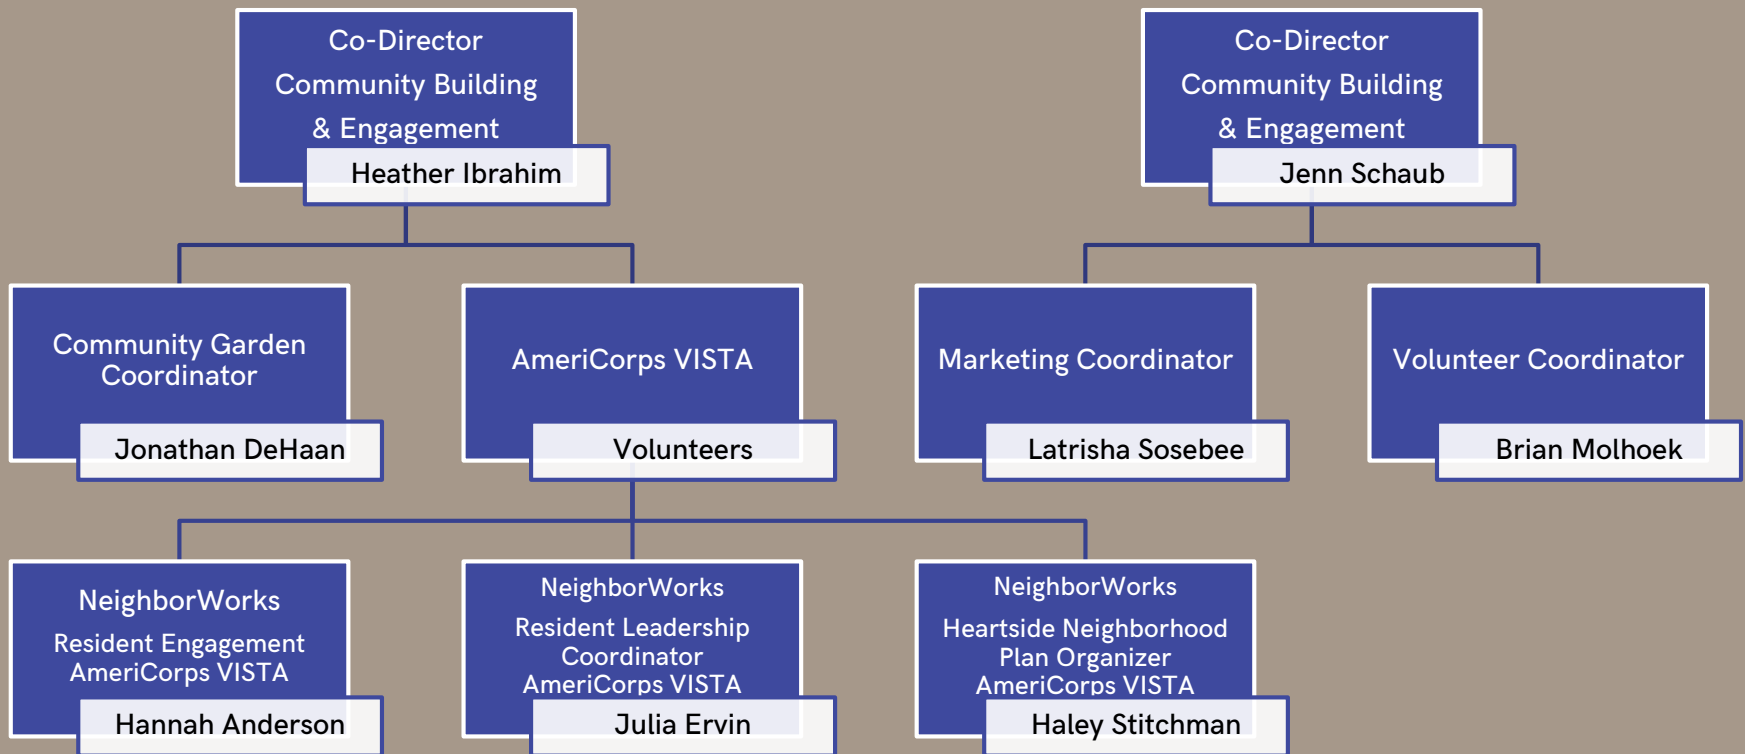 Co-Director
Community Building
& Engagement
Heather Ibrahim
Co-Director
Community Building
& Engagement
Jenn Schaub
Community Garden
Coordinator
Jonathan DeHaan
AmeriCorps VISTA
Volunteers
Marketing Coordinator
Latrisha Sosebee
Volunteer Coordinator
Brian Molhoek
NeighborWorks
Resident Engagement
AmeriCorps VISTA
Hannah Anderson
NeighborWorks
Resident Leadership
Coordinator
AmeriCorps VISTA
Julia Ervin
NeighborWorks
Heartside Neighborhood
Plan Organizer
AmeriCorps VISTA
Haley Stitchman